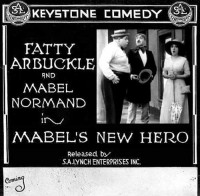 KEYSTONE COMEDY
FATTY
ARBUCKLE
AND
MABEL
NORMAND
in
MABEL'S NEW HERO
Released by
S.A. LYNCH ENTERPRISES INC.
Coming